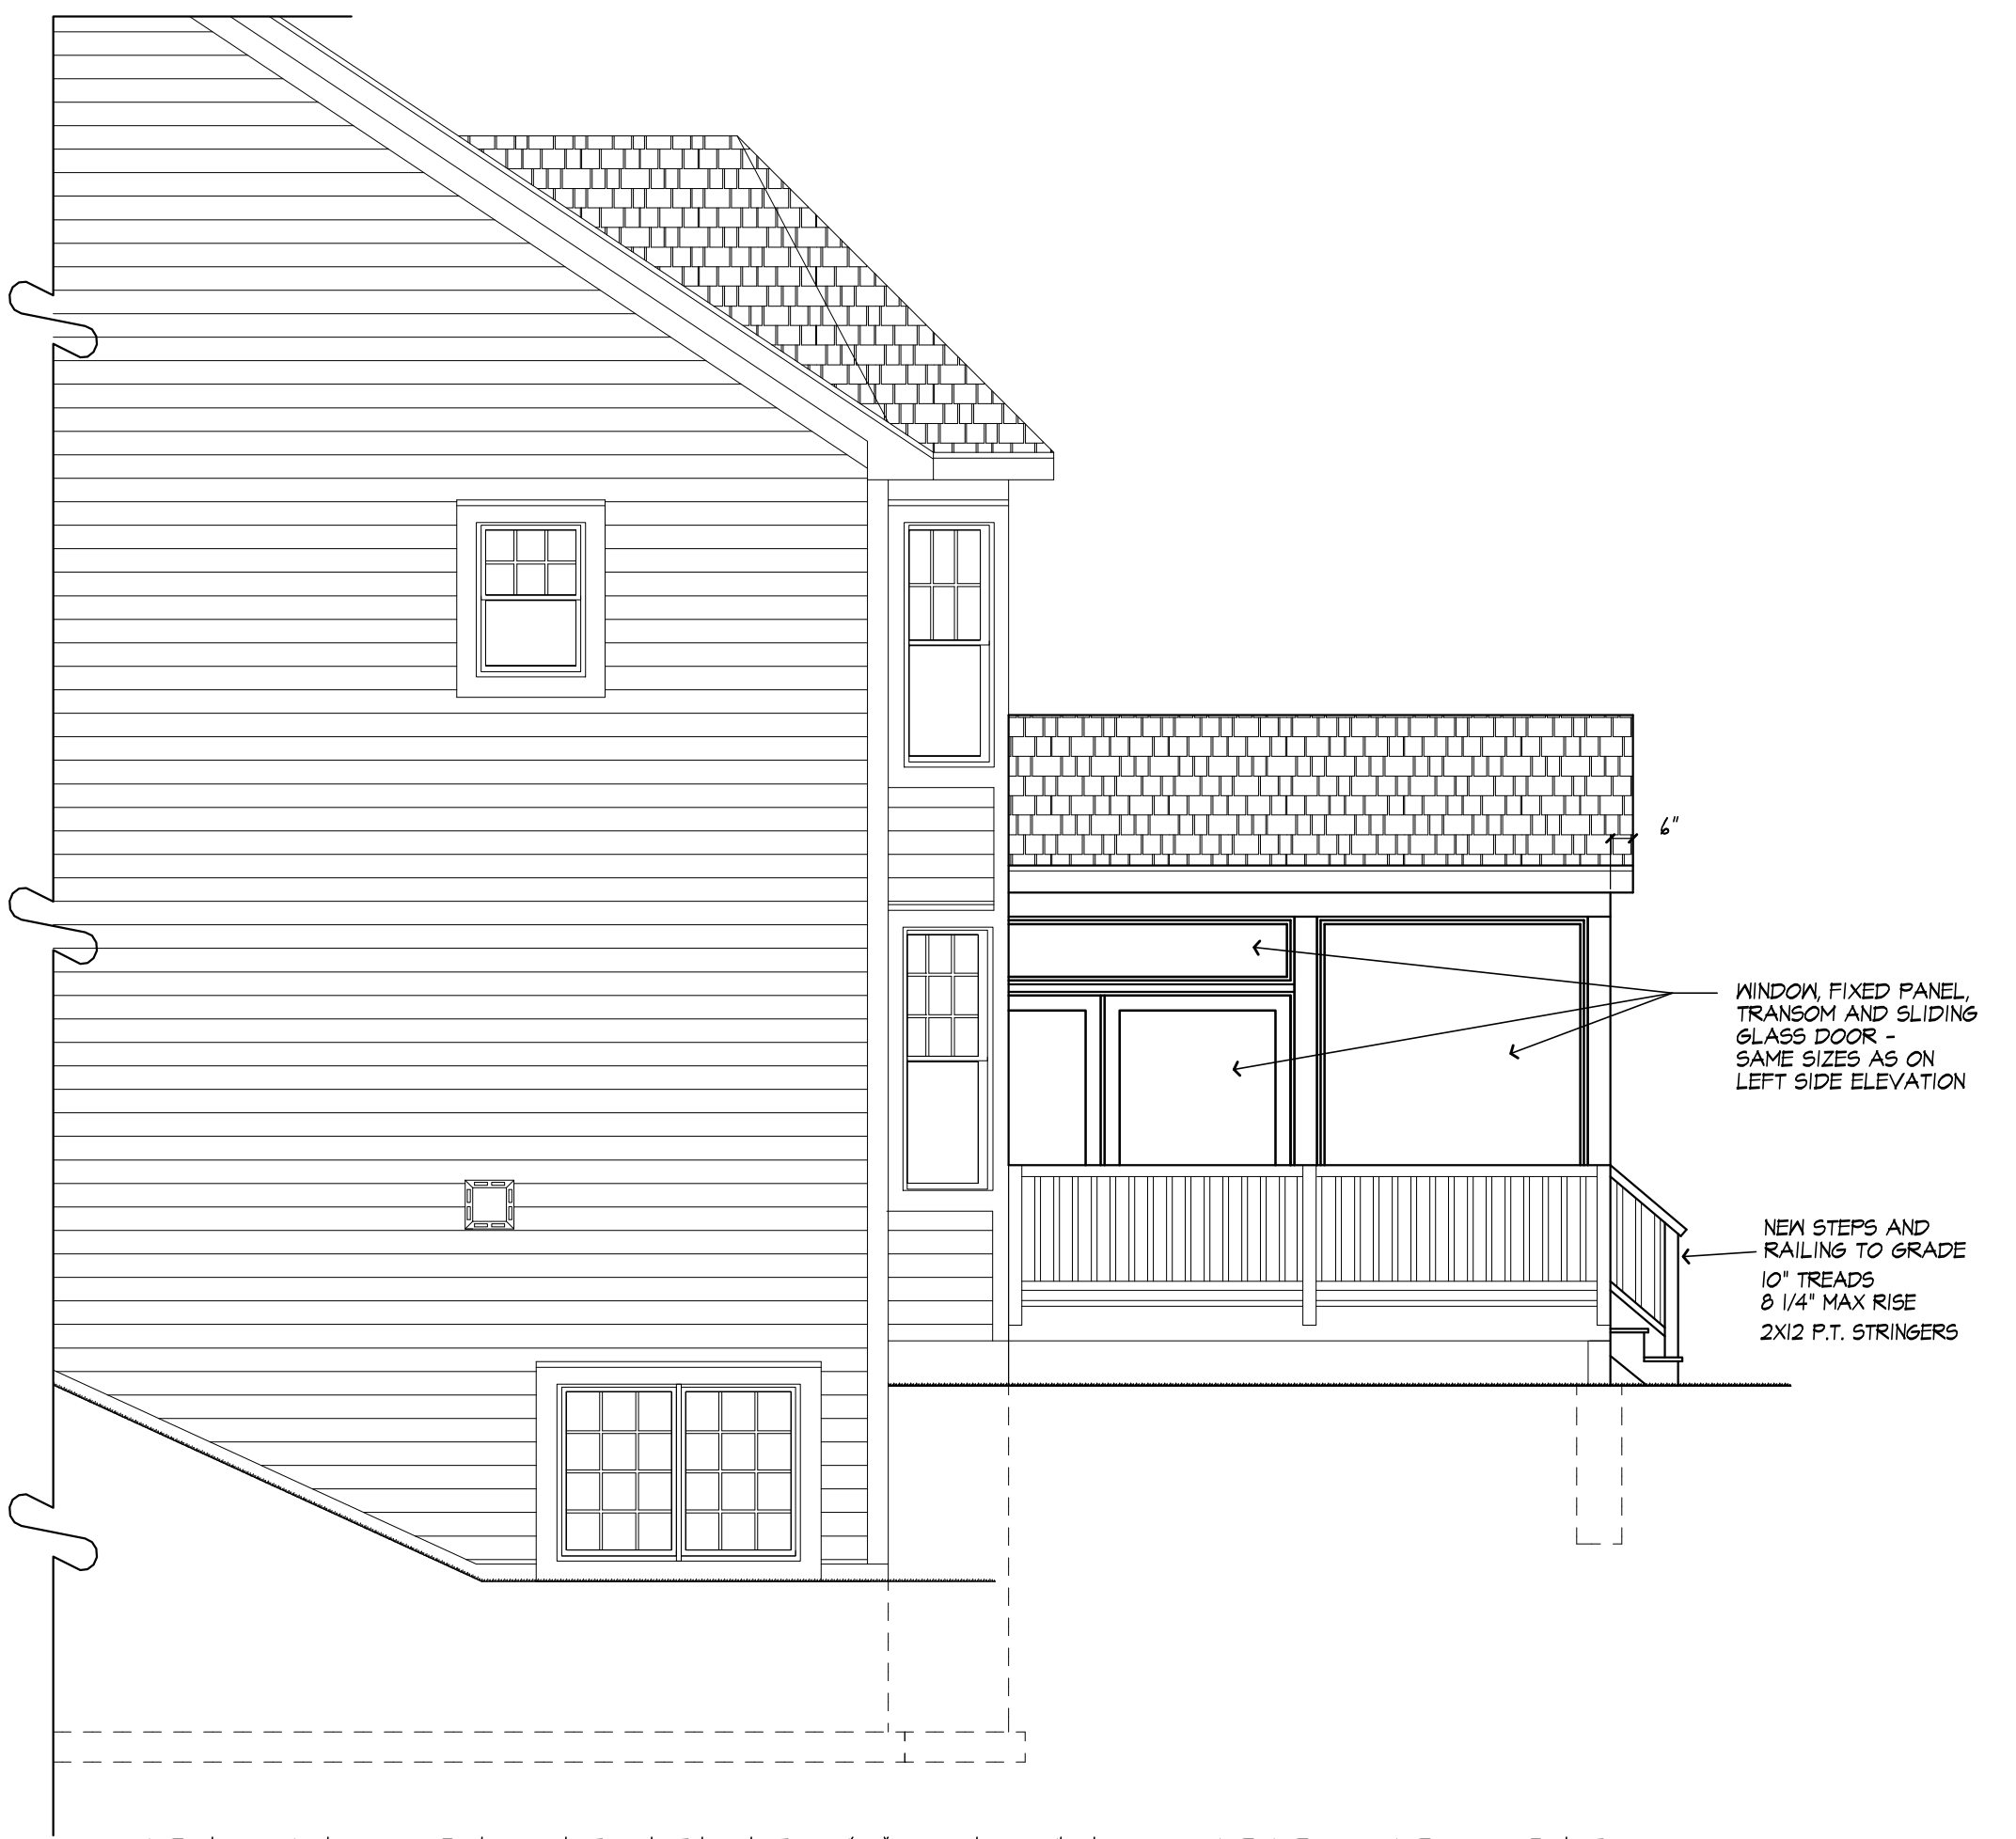 6"
WINDOW, FIXED PANEL,
TRANSOM AND SLIDING
GLASS DOOR -
SAME SIZES AS ON
LEFT SIDE ELEVATION
NEW STEPS AND
RAILING TO GRADE
10" TREADS
8 1/4" MAX RISE
2X12 P.T. STRINGERS